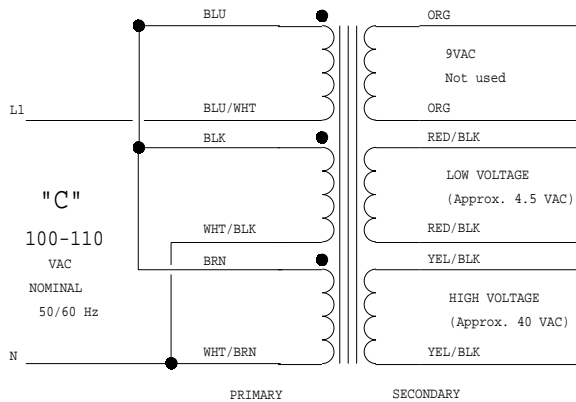 BLU
ORG
9VAC
Not used
L1
BLU/WHT
ORG
BLK
RED/BLK
"C"
100-110
VAC
NOMINAL
50/60 Hz
LOW VOLTAGE
(Approx. 4.5 VAC)
WHT/BLK
RED/BLK
BRN
YEL/BLK
HIGH VOLTAGE
(Approx. 40 VAC)
N
WHT/BRN
YEL/BLK
PRIMARY
SECONDARY